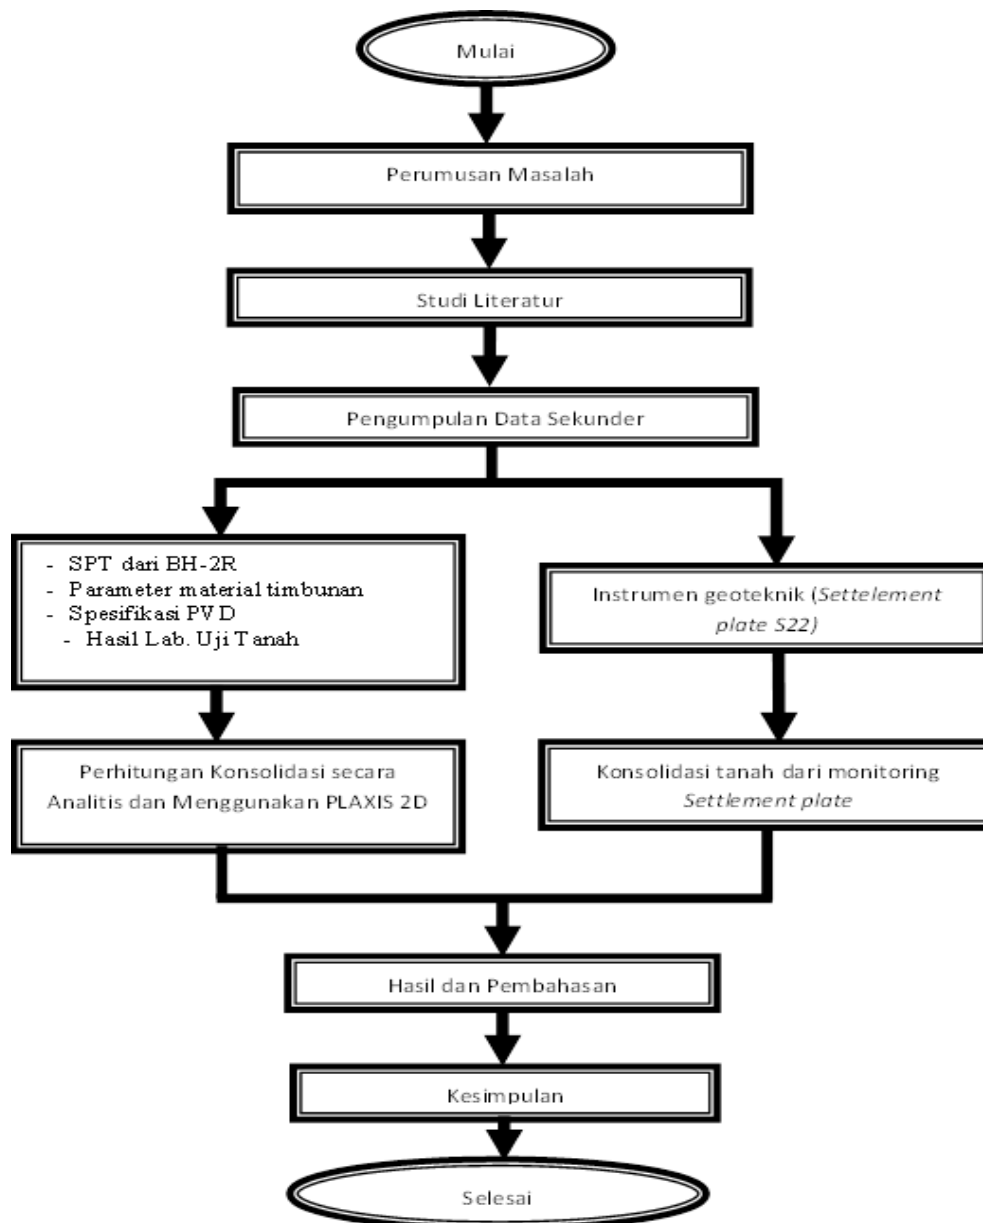 Mulai
Perumusan Masalah
Studi Literatur
Pengumpulan Data Sekunder
- SPT dari BH-2R
- Parameter material timbunan
- Spesifikasi PVD
- Hasil Lab. Uji Tanah
Instrumen geoteknik (Settelement
plate S22)
Perhitungan Konsolidasi secara
Analitis dan Menggunakan PLAXIS 2D
Konsolidasi tanah dari monitoring
Settlement plate
Hasil dan Pembahasan
Kesimpulan
Selesai